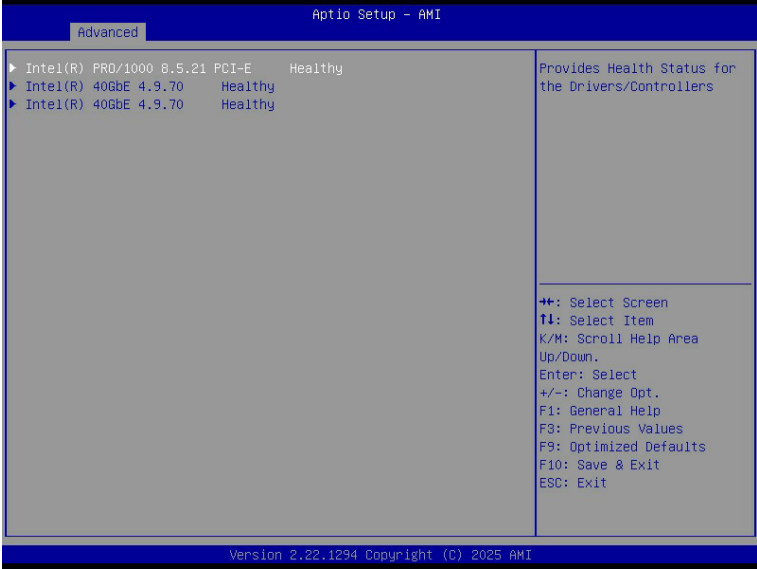 Aptio Setup - AMI
Advanced
Intel(R) PRO/1000 8.5.21 PCI-E Healthy
Intel(R) 40GbE 4.9.70 Healthy
Intel(R) 40GbE 4.9.70 Healthy
Provides Health Status for
the Drivers/Controllers
→←: Select Screen
↑↓: Select Item
K/M: Scroll Help Area
Up/Down.
Enter: Select
+/-: Change Opt.
F1: General Help
F3: Previous Values
F9: Optimized Defaults
F10: Save & Exit
ESC: Exit
Version 2.22.1294 Copyright (C) 2025 AMI